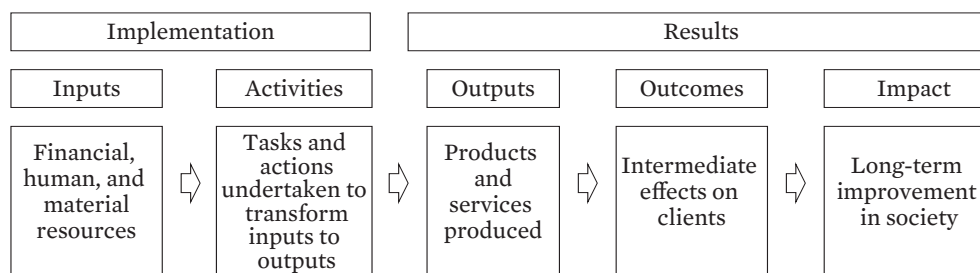 Implementation
Results
Inputs
Activities
Outputs
Outcomes
Impact
Financial,
human, and
material
resources
Tasks and
actions
undertaken to
transform
inputs to
outputs
Products
and
services
produced
Intermediate
effects on
clients
Long-term
improvement
in society